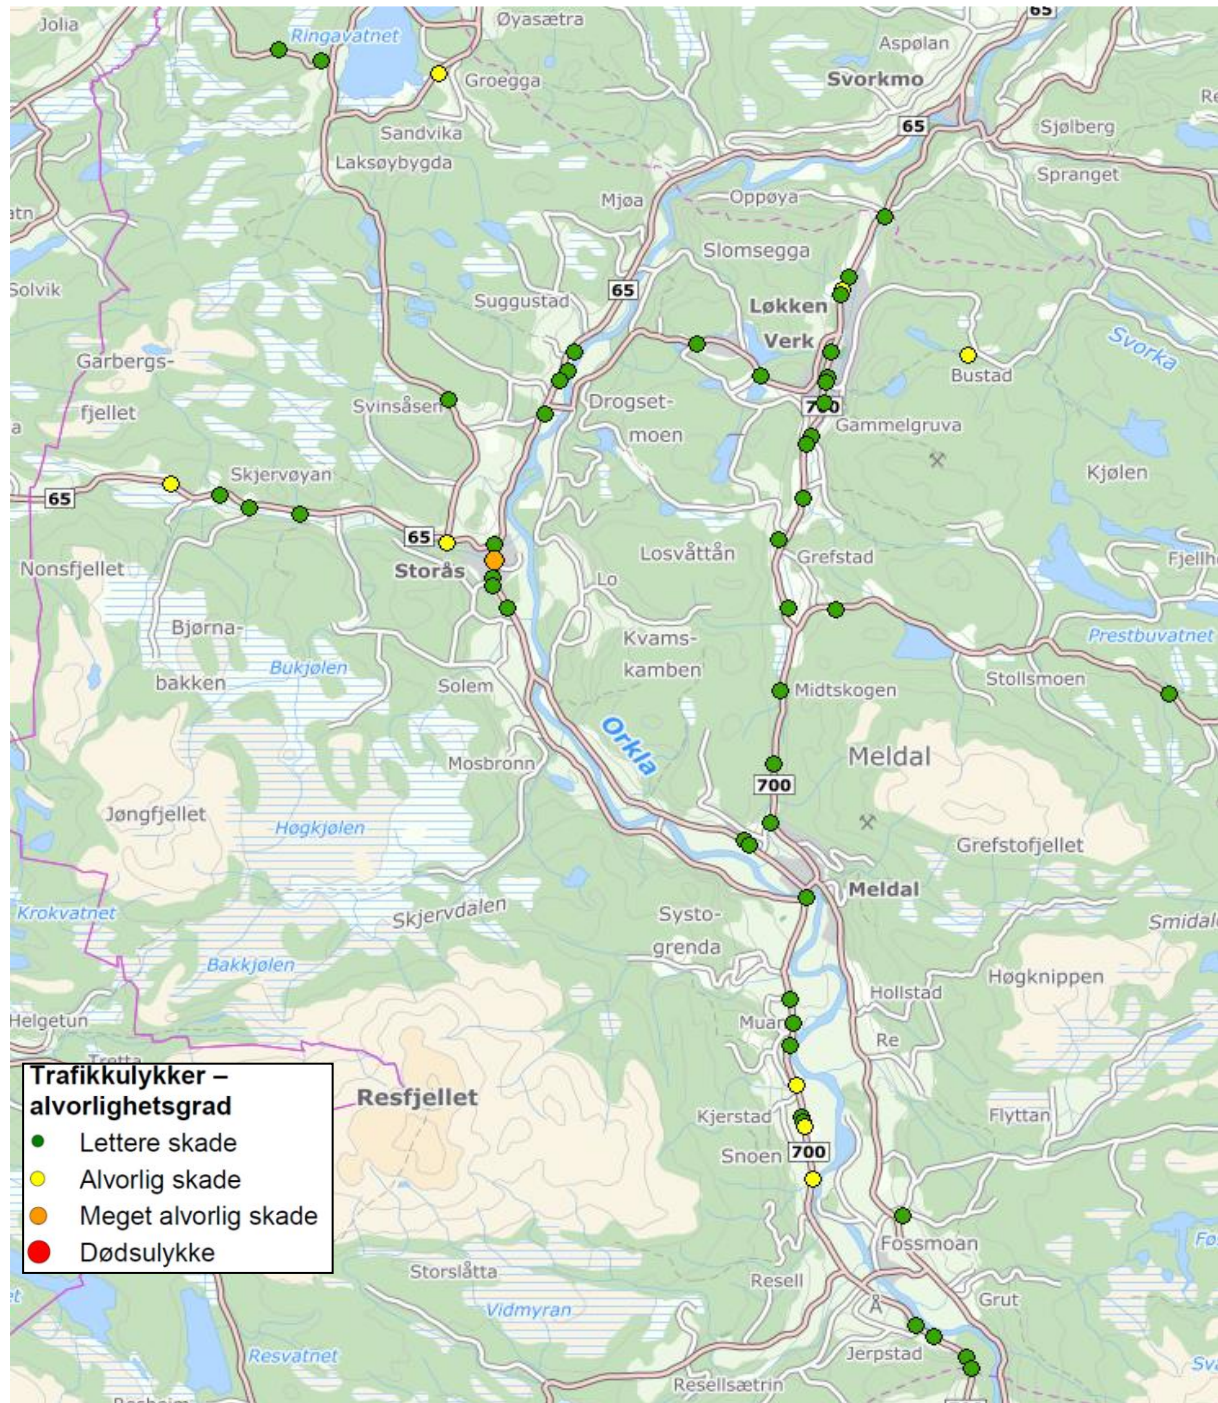 65
Jolia
Øyasætra
Ringavatnet
Aspølan
Groegga
Svorkmo
65
Sjølberg
Sandvika
Laksøybygda
Spranget
Mjøa
Oppøya
Slomsegga
Solvik
65
Suggustad
Løkken
Verk
Svorka
Garbergs-
fjellet
Bustad
Svinsåsen
Drogset-
moen
700
Gammelgruva
Skjervøyan
Kjølen
65
65
Storås
Losvåttån
Grefstad
Nonsfjellet
Lo
Bjørna-
bakken
Kvams-
kamben
Prestbuvatnet
Bukjølen
Solem
Midtskogen
Stollsmoen
Orkla
Mosbronn
Meldal
700
Jøngfjellet
Høgkjølen
Grefstofjellet
Meldal
Krokvatnet
Skjervdalen
Systo-
grenda
Bakkjølen
Høgknippen
Hollstad
Helgetun
Muan
Re
Tretta
Trafikkulykker –
alvorlighetsgrad
Lettere skade
Alvorlig skade
Meget alvorlig skade
Dødsulykke
Resfjellet
Kjerstad
Flyttan
Snoen
700
Fossmoan
Storslåtta
Resell
Grut
Vidmyran
Å
Resvatnet
Jerpstad
Resellsætrin